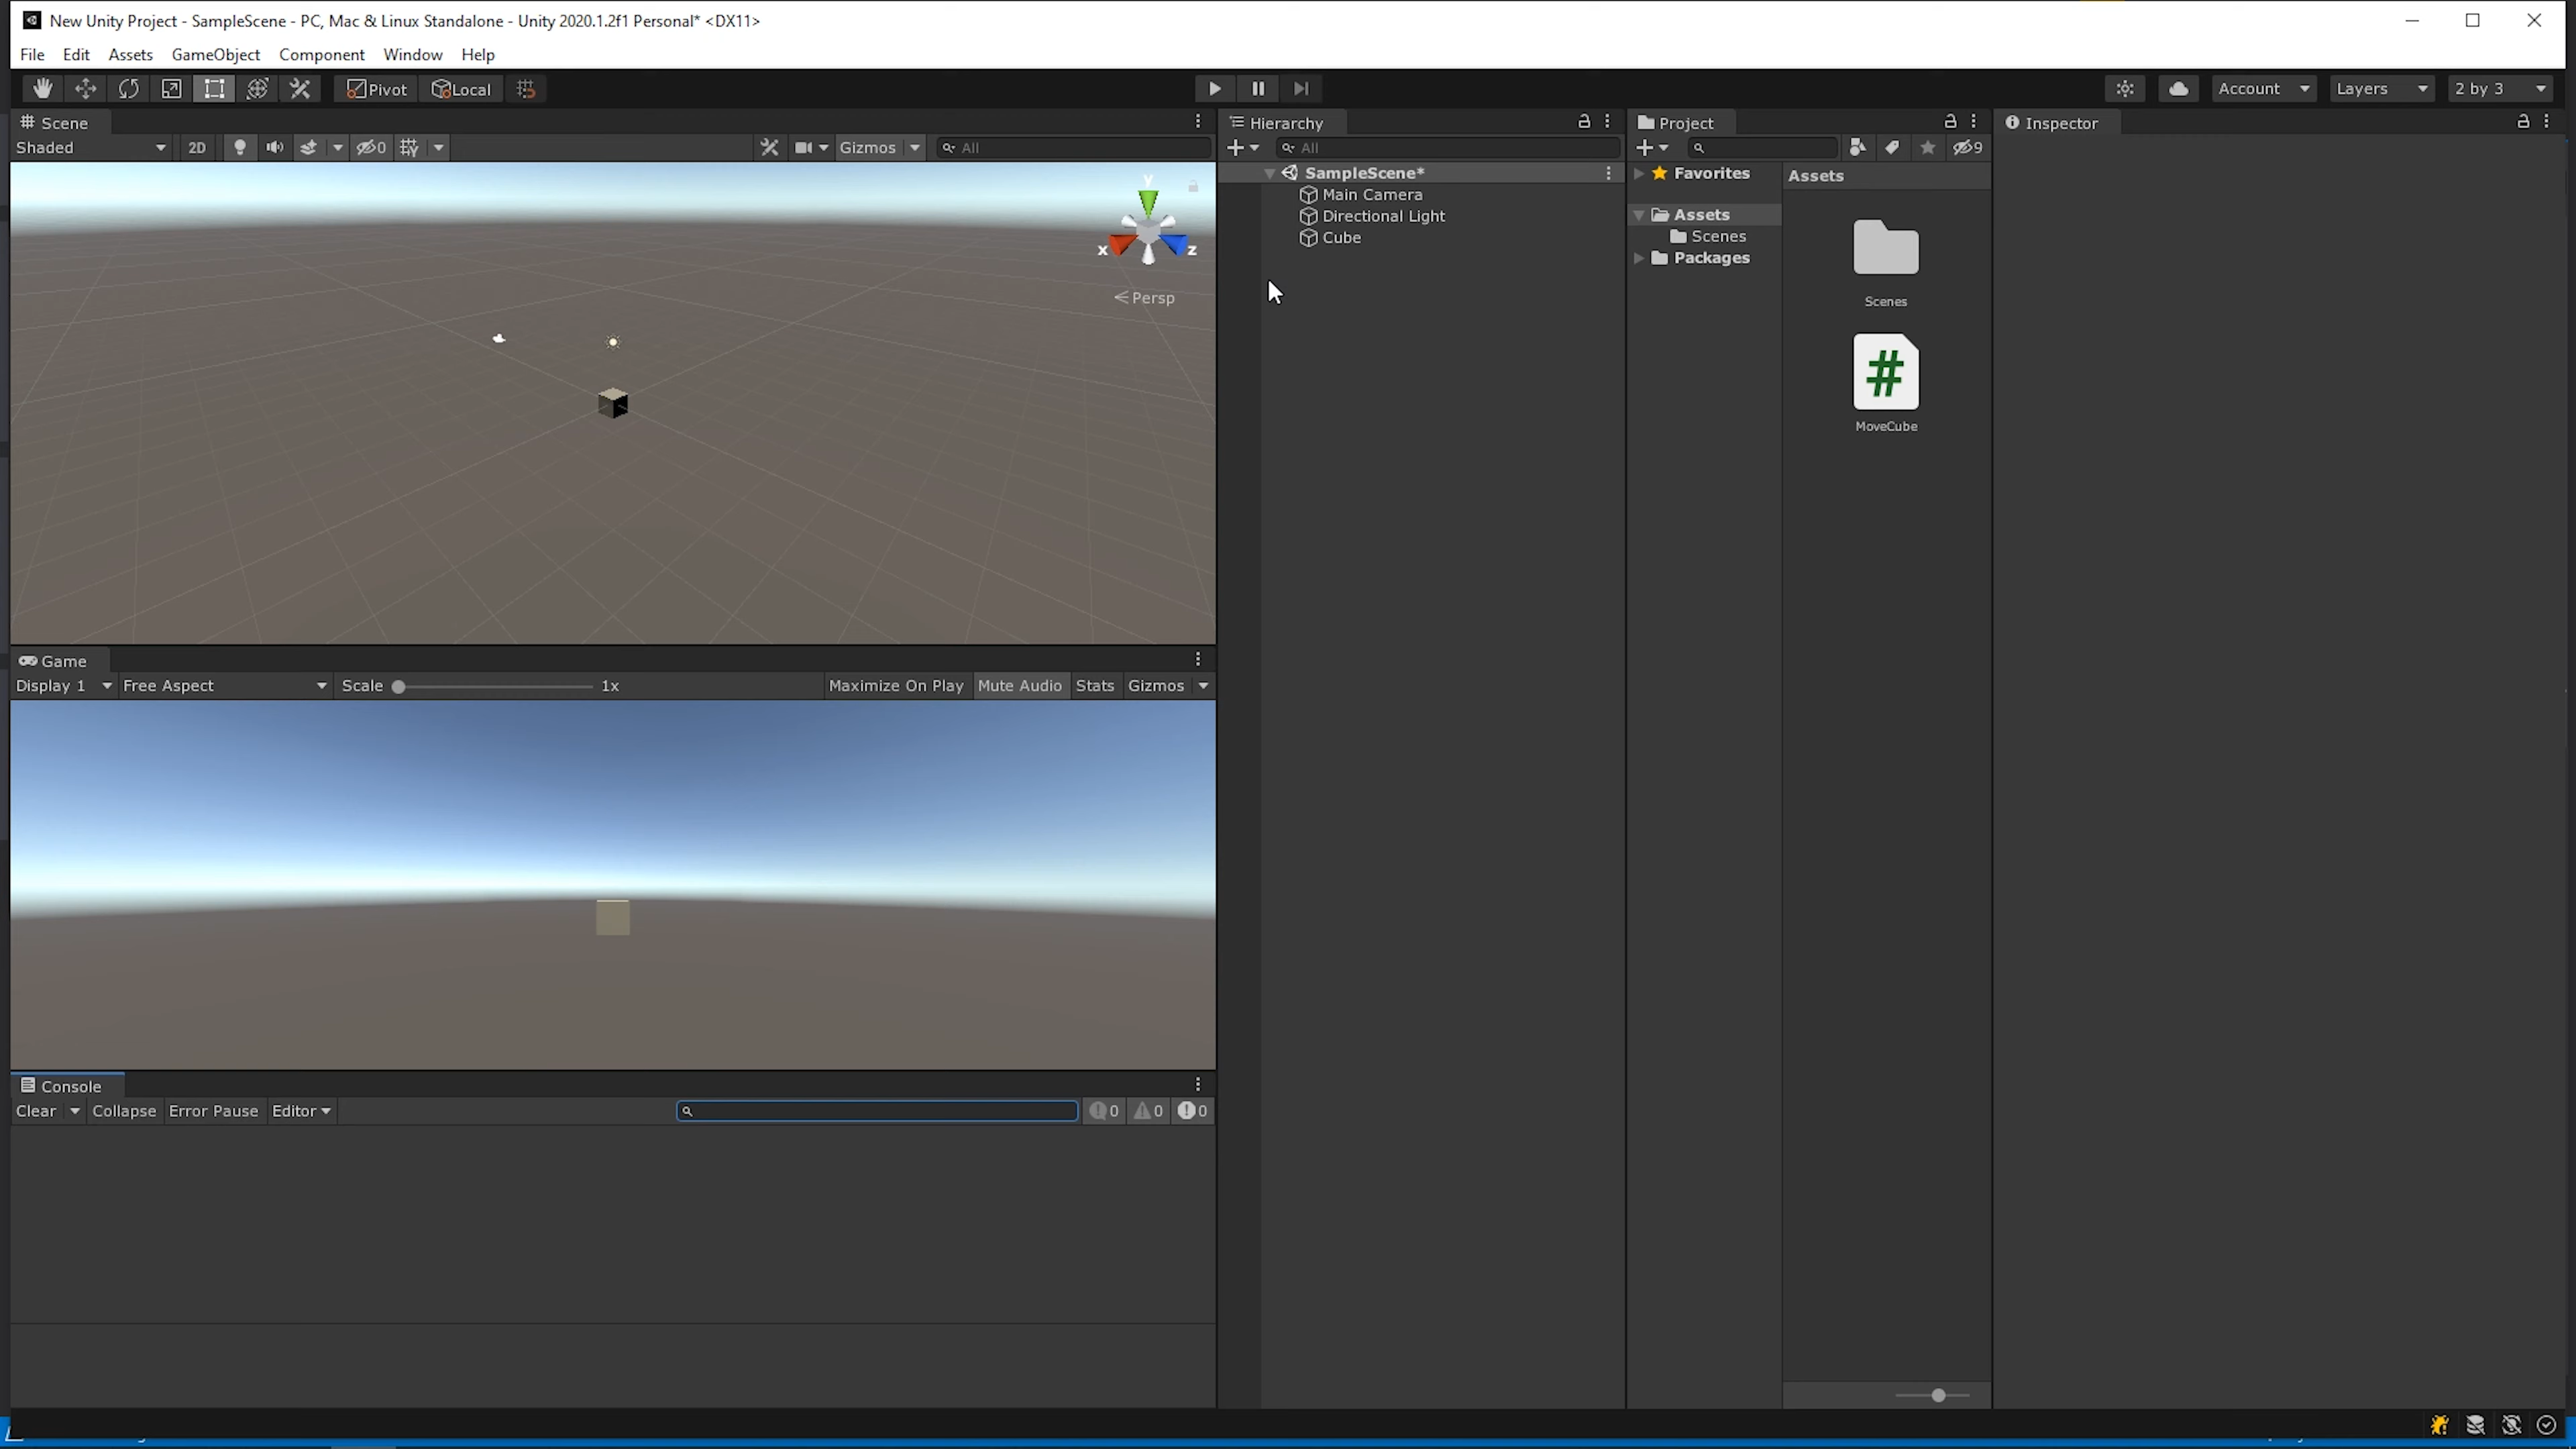 New Unity Project - SampleScene - PC, Mac & Linux Standalone - Unity 2020.1.2f1 Personal* <DX11>
File Edit Assets GameObject Component Window Help
Pivot Local Account Layers 2 by 3
Scene
Shaded 2D 0 Gizmos All
y
x z
Persp
Game
Display 1 Free Aspect Scale 1x Maximize On Play Mute Audio Stats Gizmos
Console
Clear Collapse Error Pause Editor 0 0 0
Hierarchy
All
SampleScene*
Main Camera
Directional Light
Cube
Project
9
Favorites
Assets
Scenes
Packages
Assets
Scenes
#
MoveCube
Inspector